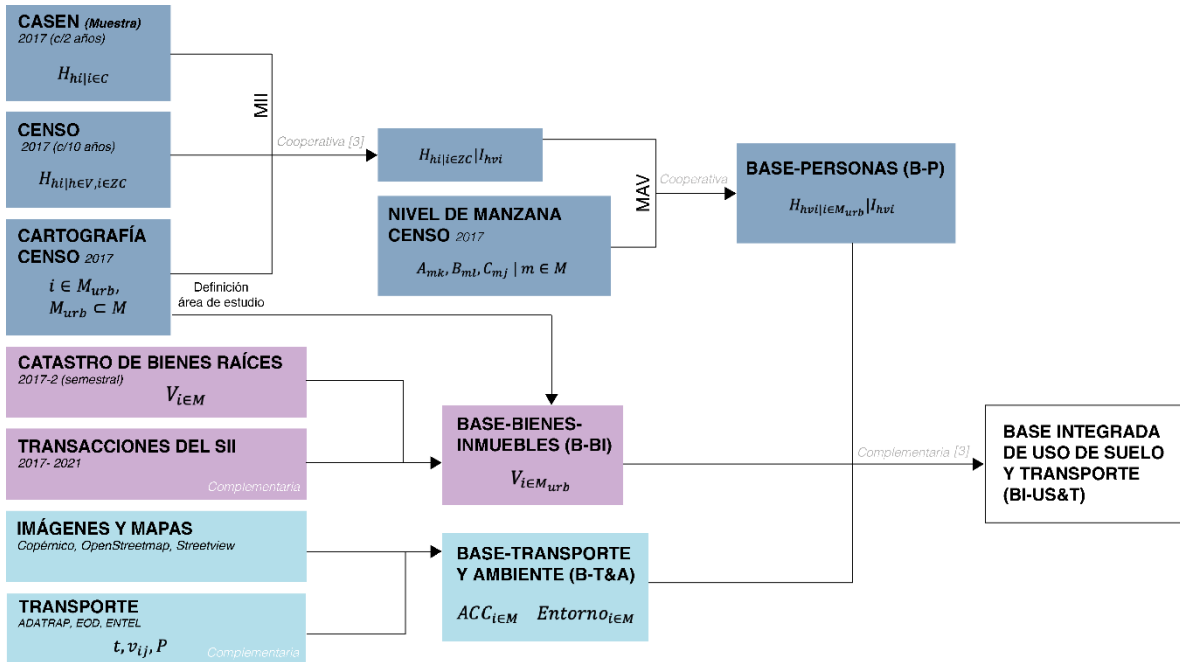 CASEN (Muestra)
2017 (c/2 años)
H_{hi|i∈C}
CENSO
2017 (c/10 años)
H_{hi|h∈V,i∈ZC}
CARTOGRAFÍA
CENSO 2017
i ∈ M_{urb},
M_{urb} ⊂ M
MII
Cooperativa [3]
Definición
área de estudio
H_{hi|i∈ZC}|I_{hvi}
NIVEL DE MANZANA
CENSO 2017
A_{mk}, B_{ml}, C_{mj} | m ∈ M
MAV
Cooperativa
BASE-PERSONAS (B-P)
H_{hvi|i∈M_{urb}}|I_{hvi}
CATASTRO DE BIENES RAÍCES
2017-2 (semestral)
V_{i∈M}
TRANSACCIONES DEL SII
2017- 2021
Complementaria
BASE-BIENES-
INMUEBLES (B-BI)
V_{i∈M_{urb}}
Complementaria [3]
BASE INTEGRADA
DE USO DE SUELO
Y TRANSPORTE
(BI-US&T)
IMÁGENES Y MAPAS
Copérnico, OpenStreetmap, Streetview
TRANSPORTE
ADATRAP, EOD, ENTEL
t, v_{ij}, P
Complementaria
BASE-TRANSPORTE
Y AMBIENTE (B-T&A)
ACC_{i∈M} Entorno_{i∈M}